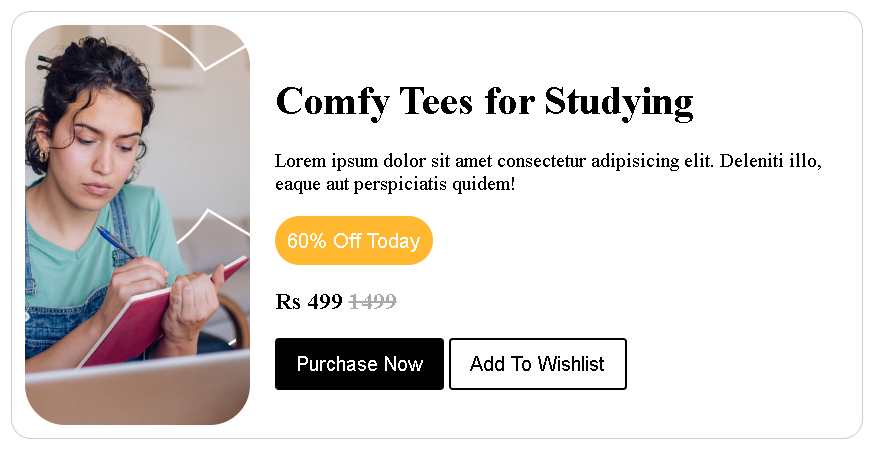 Comfy Tees for Studying
Lorem ipsum dolor sit amet consectetur adipisicing elit. Deleniti illo,
eaque aut perspiciatis quidem!
60% Off Today
Rs 499 1499
Purchase Now
Add To Wishlist